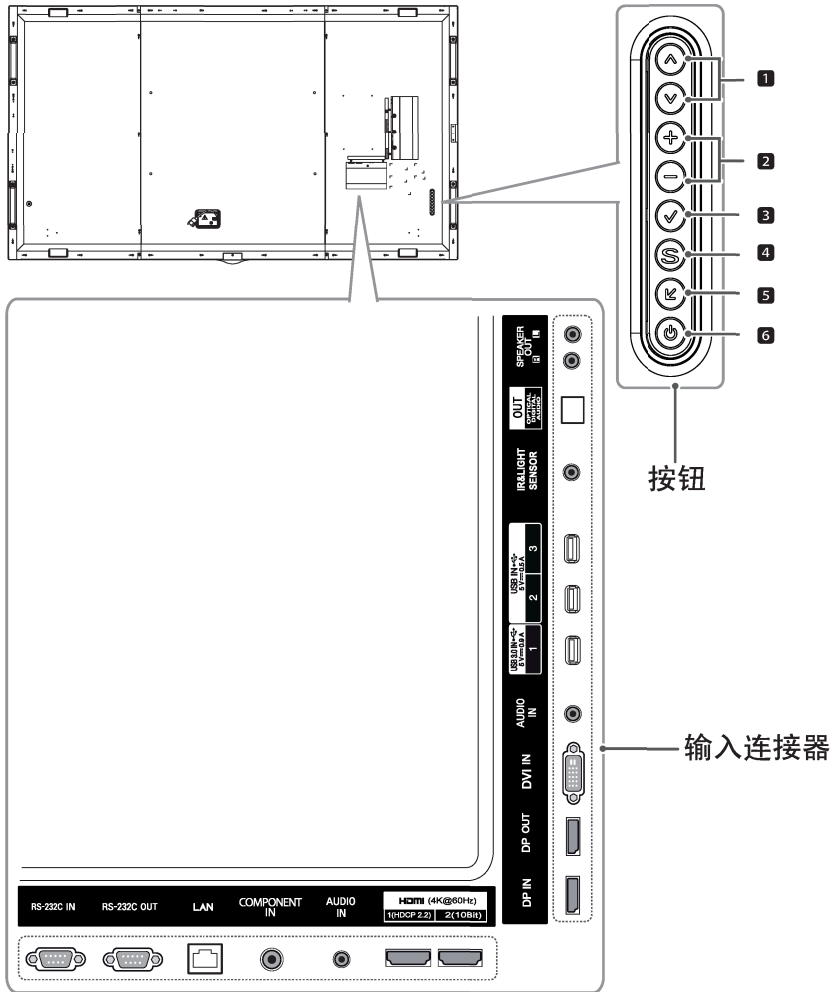 1
2
3
4
S
5
6
按钮
SPEAKER
OUT
R L
OUT
OPTICAL
DIGITAL
AUDIO
IR&LIGHT
SENSOR
USB IN
5 V 0.5 A
3
2
USB 3.0 IN
5 V 0.9 A
1
AUDIO
IN
输入连接器
DVI IN
DP OUT
DP IN
RS-232C IN
RS-232C OUT
LAN
COMPONENT
IN
AUDIO
IN
HDMI (4K@60Hz)
1(HDCP 2.2) 2(10Bit)